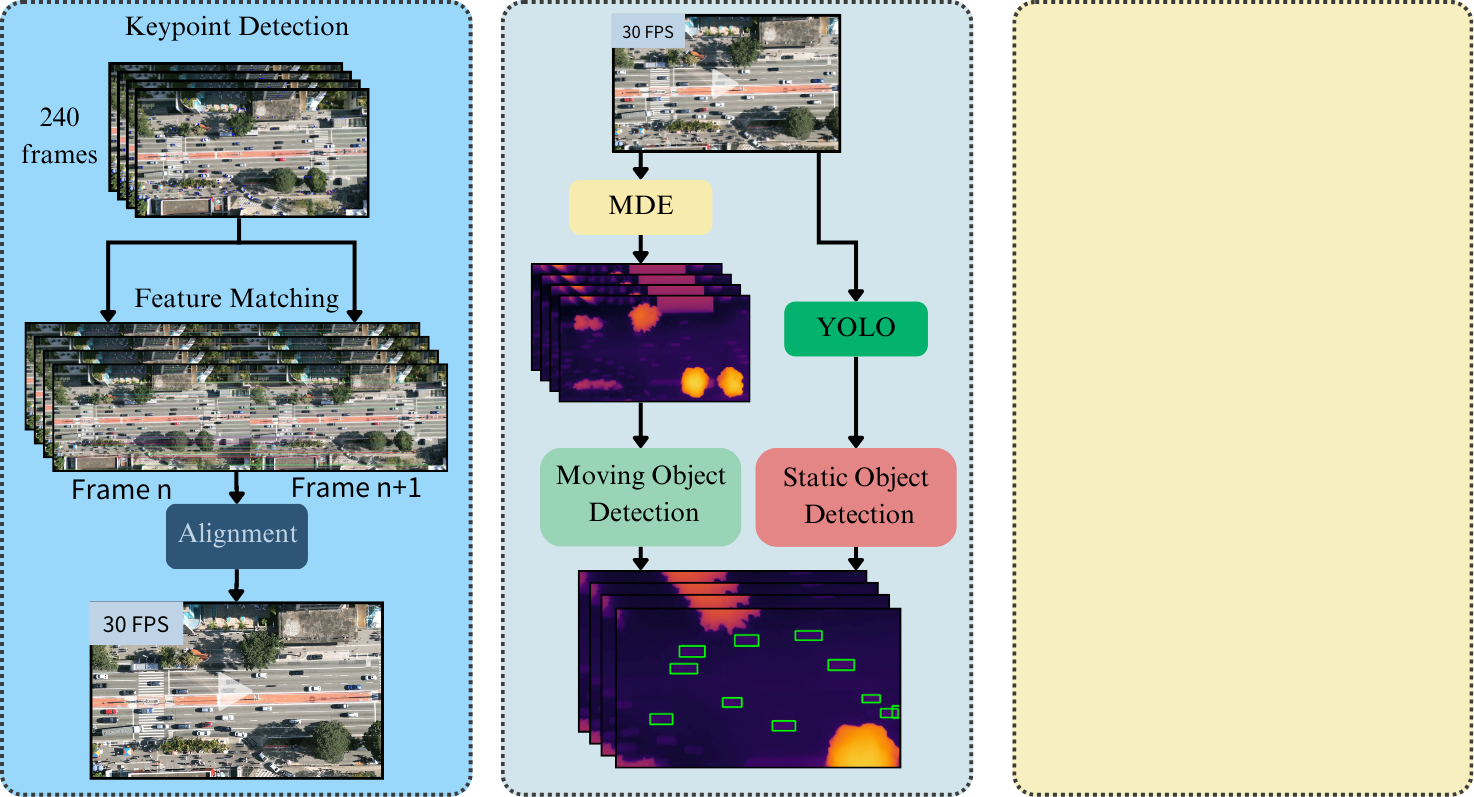 Keypoint Detection
240
frames
Feature Matching
Frame n
Frame n+1
Alignment
30 FPS
30 FPS
MDE
YOLO
Moving Object
Detection
Static Object
Detection